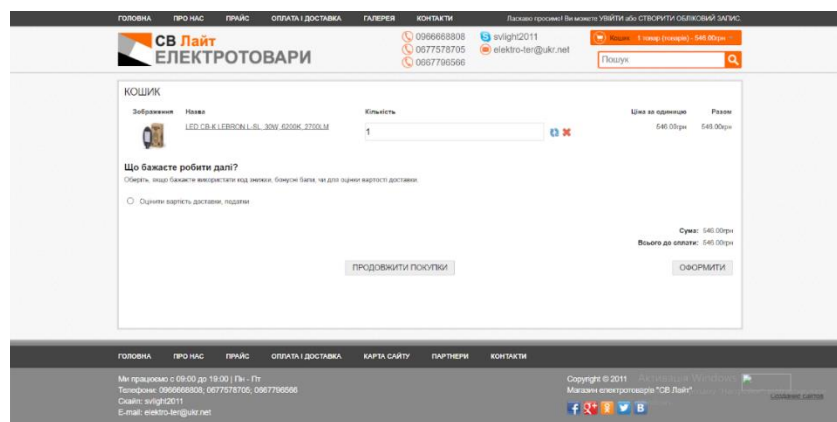 ГОЛОВНА ПРО НАС ПРАЙС ОПЛАТА І ДОСТАВКА ГАЛЕРЕЯ КОНТАКТИ Ласкаво просимо! Ви можете УВІЙТИ або СТВОРИТИ ОБЛІКОВИЙ ЗАПИС.
СВ Лайт
ЕЛЕКТРОТОВАРИ
0966668808
0677578705
0667796566
svlight2011
elektro-ter@ukr.net
Кошик 1 товар (товарів) - 546.00грн
Пошук
КОШИК
Зображення Назва Кількість Ціна за одиницю Разом
LED СВ-К LEBRON L-SL, 30W, 6200K, 2700LM 1 546.00грн 546.00грн
Що бажаєте робити далі?
Оберіть, якщо бажаєте використати код знижки, бонусні бали, чи для оцінки вартості доставки.
Оцінити вартість доставки, податки
Сума: 546.00грн
Всього до сплати: 546.00грн
ПРОДОВЖИТИ ПОКУПКИ ОФОРМИТИ
ГОЛОВНА ПРО НАС ПРАЙС ОПЛАТА І ДОСТАВКА КАРТА САЙТУ ПАРТНЕРИ КОНТАКТИ
Ми працюємо с 09:00 до 19:00 | Пн - Пт
Телефони: 0966668808; 0677578705; 0667796566
Скайп: svlight2011
E-mail: elektro-ter@ukr.net
Copyright © 2011
Магазин електротоварів "СВ Лайт"
Активація Windows
Создание сайтов